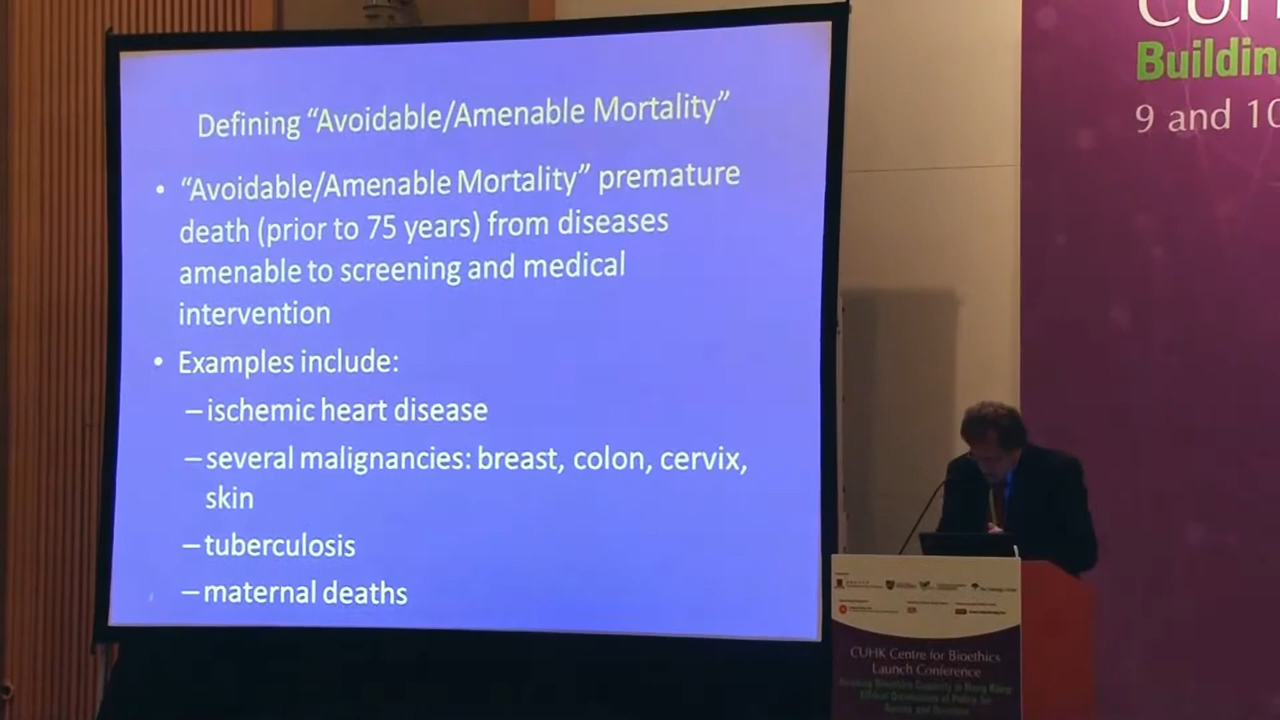 Defining “Avoidable/Amenable Mortality”
• “Avoidable/Amenable Mortality” premature
death (prior to 75 years) from diseases
amenable to screening and medical
intervention
• Examples include:
– ischemic heart disease
– several malignancies: breast, colon, cervix,
skin
– tuberculosis
– maternal deaths
Buildin
9 and 10
CUHK Centre for Bioethics
Launch Conference